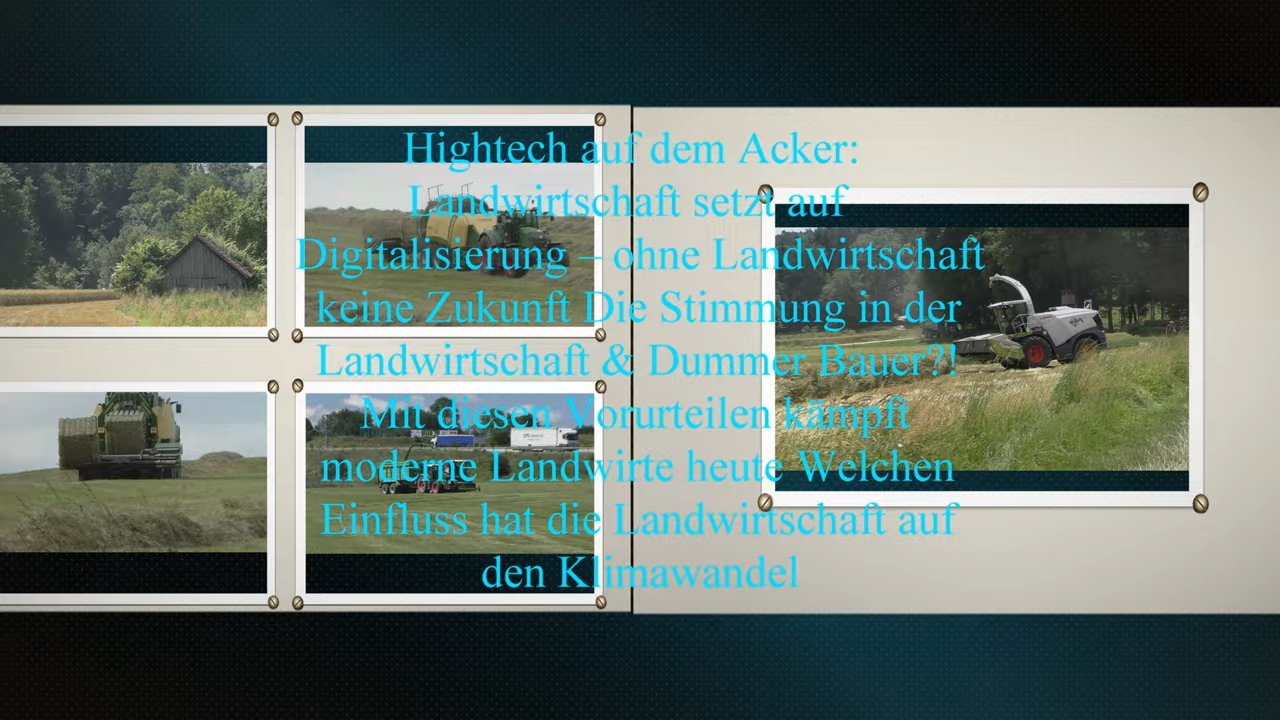 Hightech auf dem Acker:
Landwirtschaft setzt auf
Digitalisierung – ohne Landwirtschaft
keine Zukunft Die Stimmung in der
Landwirtschaft & Dummer Bauer?!
Mit diesen Vorurteilen kämpft
moderne Landwirte heute Welchen
Einfluss hat die Landwirtschaft auf
den Klimawandel